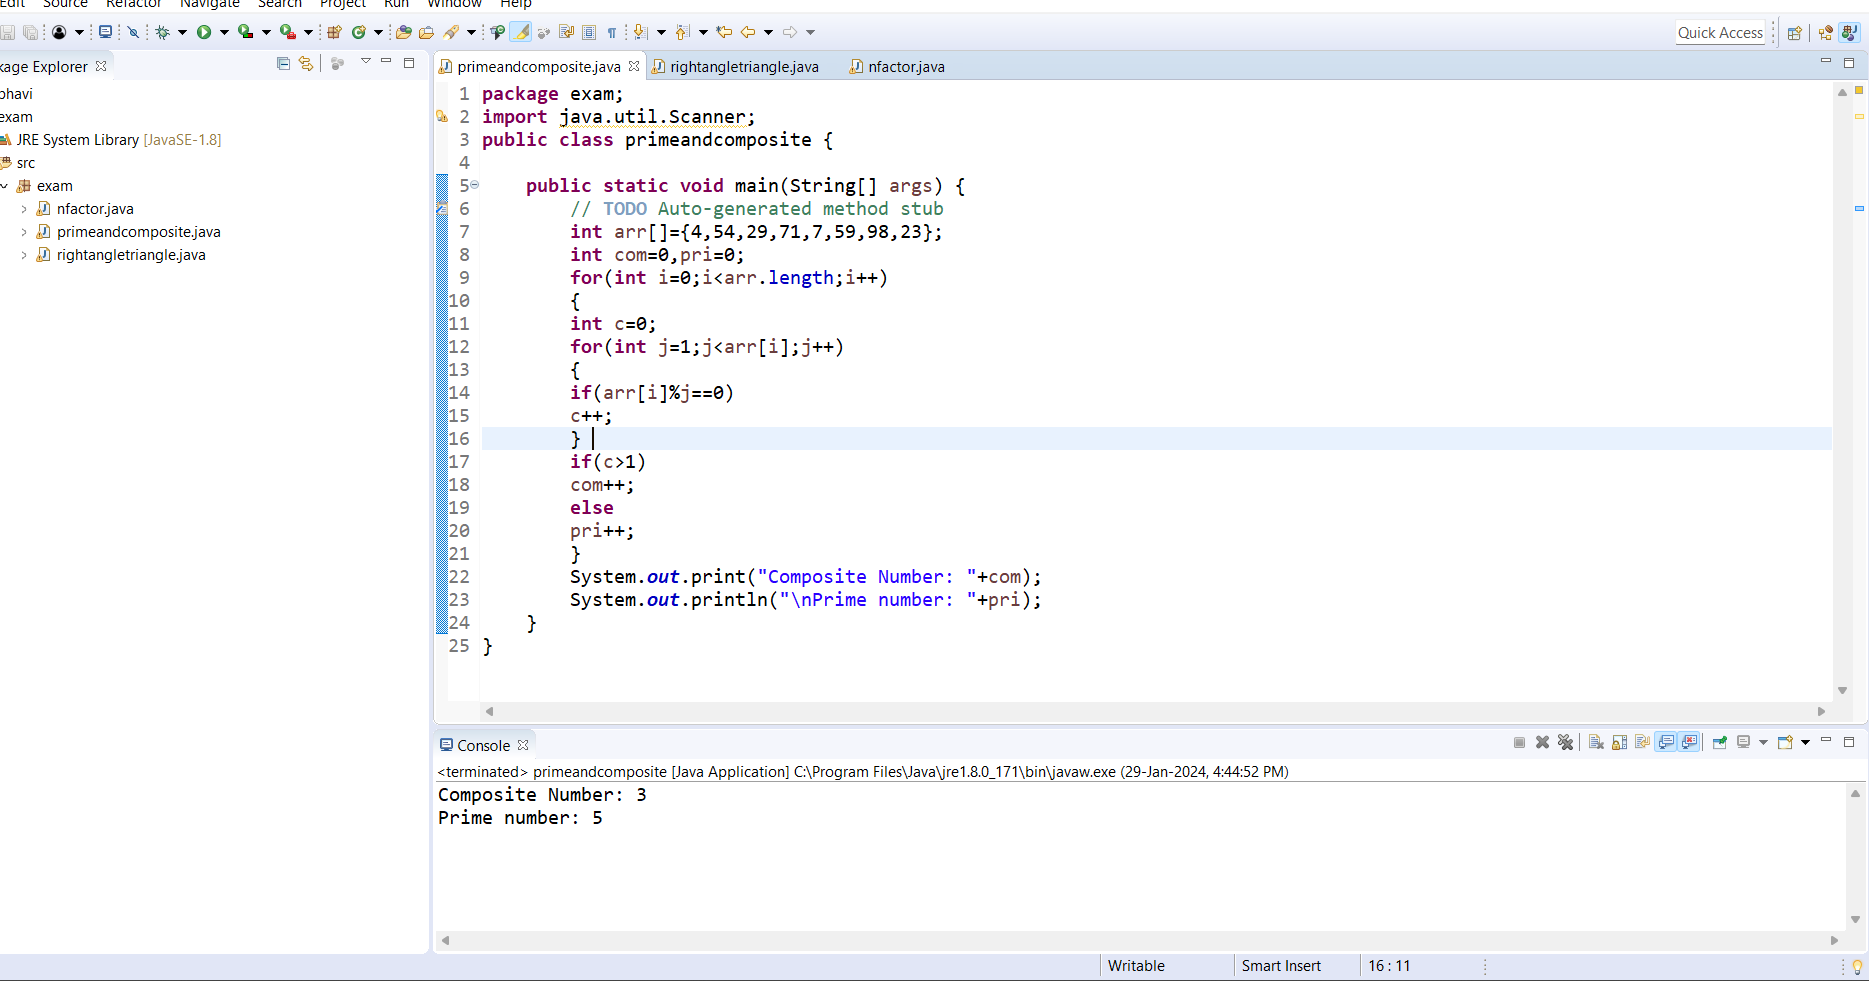 Edit Source Refactor Navigate Search Project Run Window Help
Quick Access
kage Explorer
bhavi
exam
JRE System Library [JavaSE-1.8]
src
exam
nfactor.java
primeandcomposite.java
rightangletriangle.java
primeandcomposite.java rightangletriangle.java nfactor.java
1 package exam;
2 import java.util.Scanner;
3 public class primeandcomposite {
4
5 public static void main(String[] args) {
6 // TODO Auto-generated method stub
7 int arr[]={4,54,29,71,7,59,98,23};
8 int com=0,pri=0;
9 for(int i=0;i<arr.length;i++)
10 {
11 int c=0;
12 for(int j=1;j<arr[i];j++)
13 {
14 if(arr[i]%j==0)
15 c++;
16 }
17 if(c>1)
18 com++;
19 else
20 pri++;
21 }
22 System.out.print("Composite Number: "+com);
23 System.out.println("\nPrime number: "+pri);
24 }
25 }
Console
<terminated> primeandcomposite [Java Application] C:\Program Files\Java\jre1.8.0_171\bin\javaw.exe (29-Jan-2024, 4:44:52 PM)
Composite Number: 3
Prime number: 5
Writable Smart Insert 16 : 11